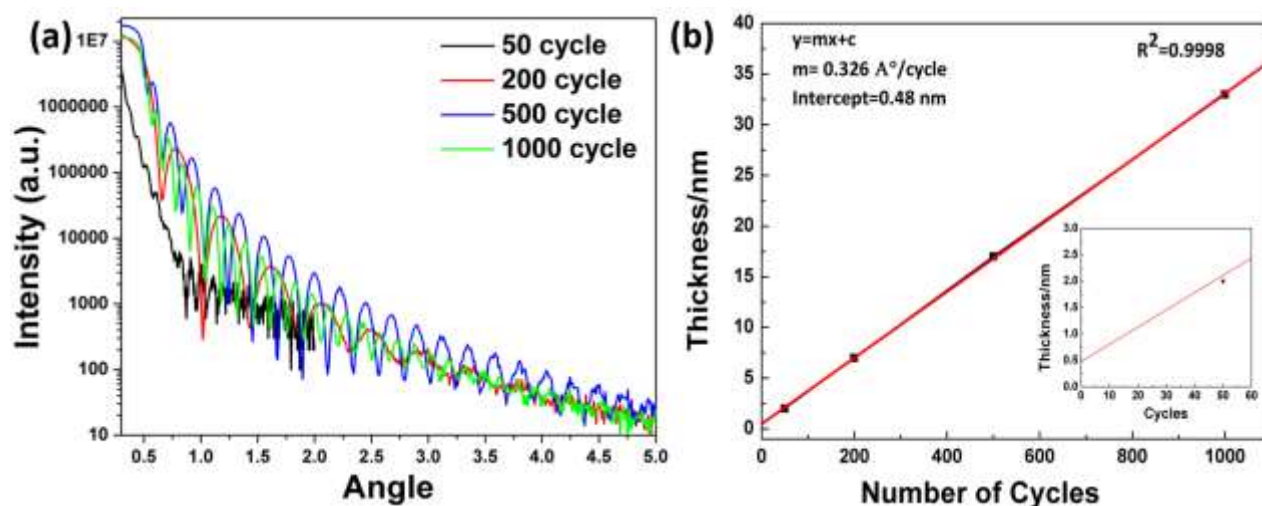 (a)
50 cycle
200 cycle
500 cycle
1000 cycle
Intensity (a.u.)
1E7
1000000
100000
10000
1000
100
10
0.5 1.0 1.5 2.0 2.5 3.0 3.5 4.0 4.5 5.0
Angle
(b)
y=mx+c
m= 0.326 A°/cycle
Intercept=0.48 nm
R²=0.9998
Thickness/nm
40
35
30
25
20
15
10
5
0
0 200 400 600 800 1000
Number of Cycles
Thickness/nm
3.0
2.5
2.0
1.5
1.0
0.5
0.0
0 10 20 30 40 50 60
Cycles